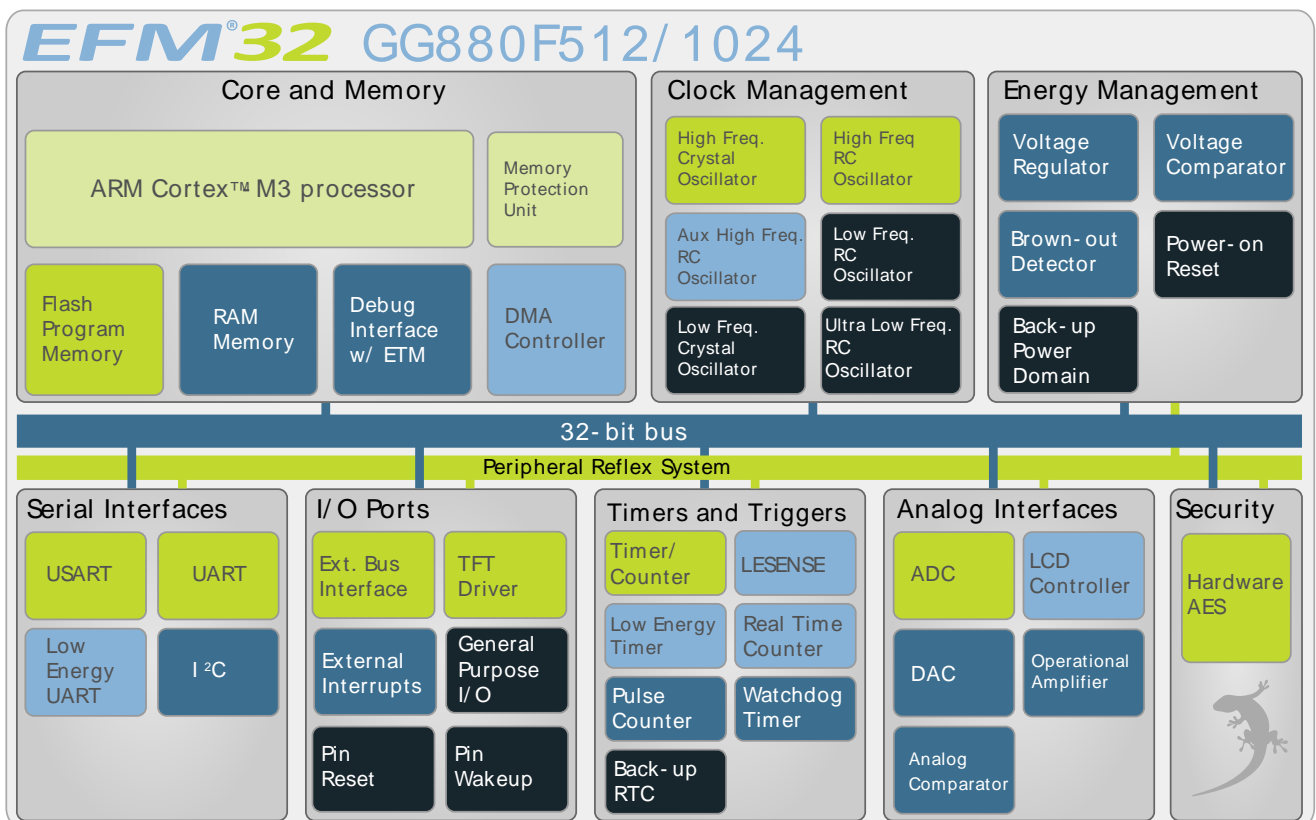 EFM®32 GG880F512/1024
Core and Memory
ARM Cortex™ M3 processor
Memory
Protection
Unit
Flash
Program
Memory
RAM
Memory
Debug
Interface
w/ ETM
DMA
Controller
Clock Management
High Freq.
Crystal
Oscillator
High Freq
RC
Oscillator
Aux High Freq.
RC
Oscillator
Low Freq.
RC
Oscillator
Low Freq.
Crystal
Oscillator
Ultra Low Freq.
RC
Oscillator
Energy Management
Voltage
Regulator
Voltage
Comparator
Brown-out
Detector
Power-on
Reset
Back-up
Power
Domain
32-bit bus
Peripheral Reflex System
Serial Interfaces
USART
UART
Low
Energy
UART
I²C
I/O Ports
Ext. Bus
Interface
TFT
Driver
External
Interrupts
General
Purpose
I/O
Pin
Reset
Pin
Wakeup
Timers and Triggers
Timer/
Counter
LESENSE
Low Energy
Timer
Real Time
Counter
Pulse
Counter
Watchdog
Timer
Back-up
RTC
Analog Interfaces
ADC
LCD
Controller
DAC
Operational
Amplifier
Analog
Comparator
Security
Hardware
AES